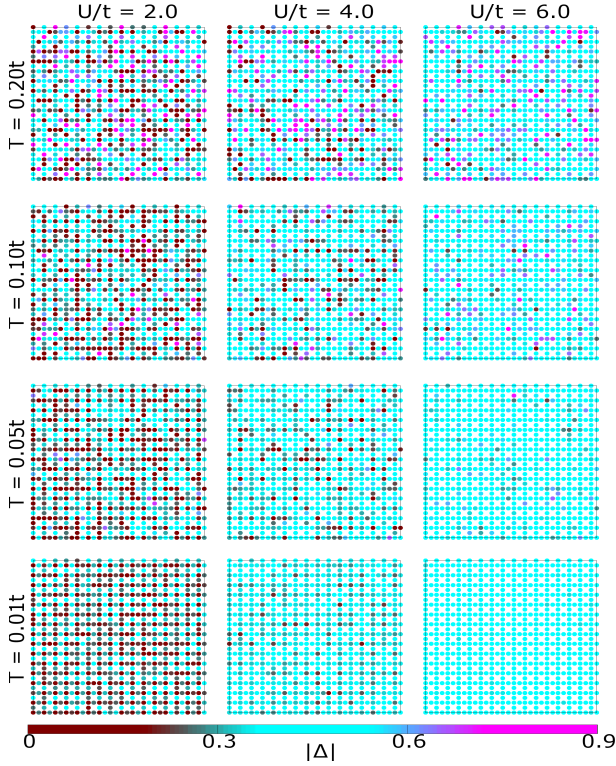 U/t = 2.0 U/t = 4.0 U/t = 6.0
T = 0.20t
T = 0.10t
T = 0.05t
T = 0.01t
0 0.3 0.6 0.9
|Δ|